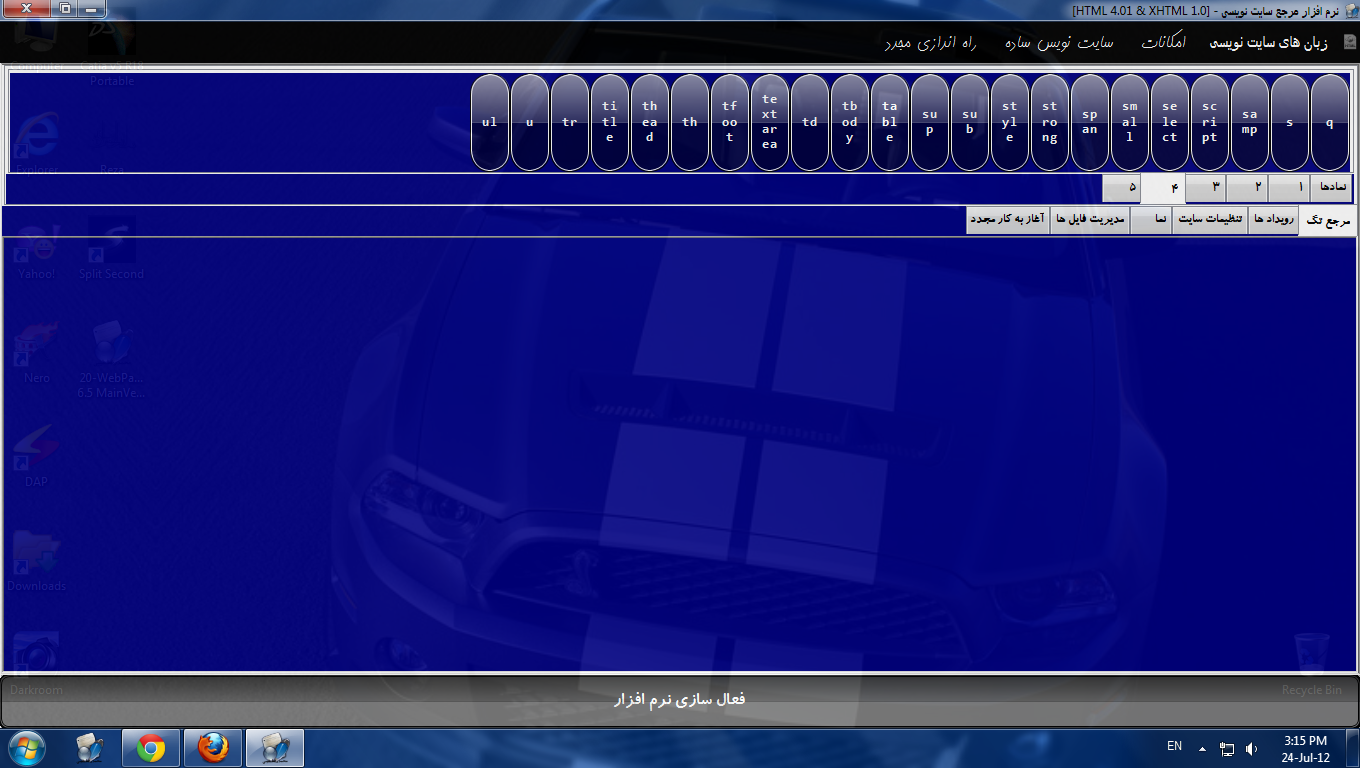 نرم افزار مرجع سایت نویسی - [HTML 4.01 & XHTML 1.0]
زبان های سایت نویسی امکانات سایت نویس ساده راه اندازی مجدد
q s samp script select small span strong style sub sup table tbody td textarea tfoot th thead title tr u ul
نمادها ۱ ۲ ۳ ۴ ۵
مرجع تگ رویداد ها تنظیمات سایت نما مدیریت فایل ها آغاز به کار مجدد
Computer
Portable
Explorer
Yahoo! Split Second
Nero 20-WebPa...
6.5 MainVe...
DAP
Downloads
Darkroom Recycle Bin
فعال سازی نرم افزار
EN 3:15 PM
24-Jul-12